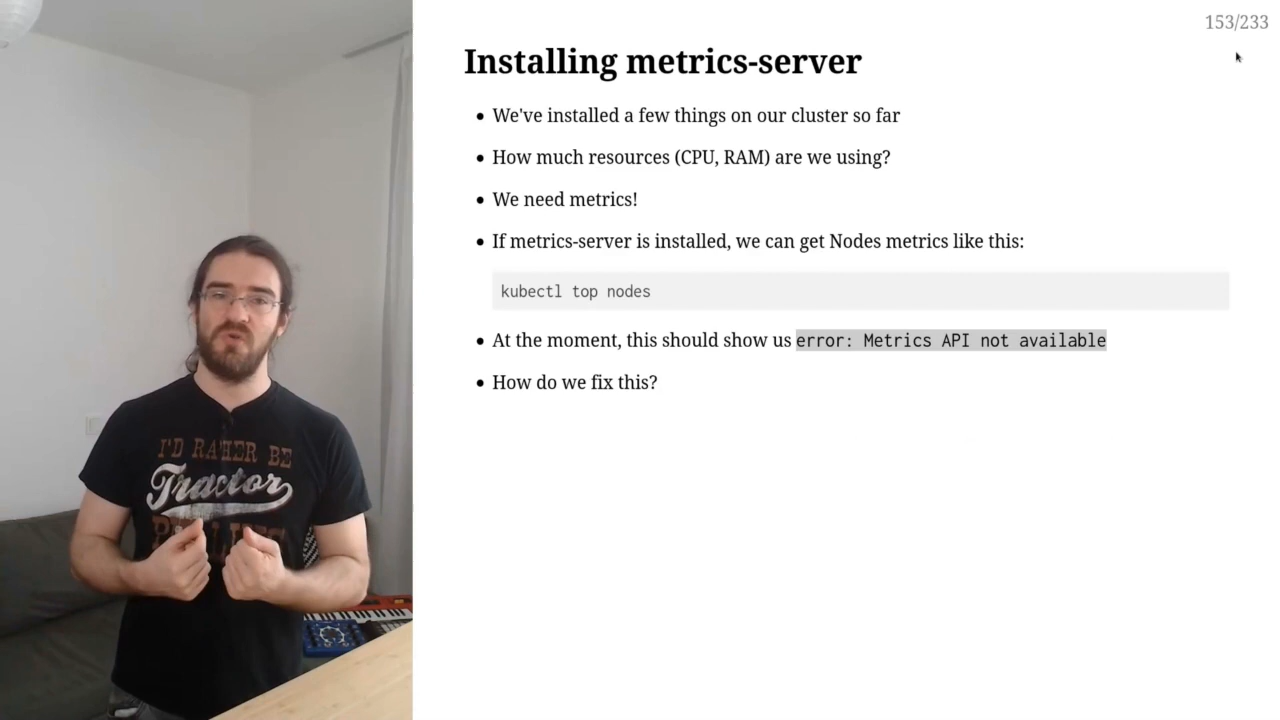 153/233
Installing metrics-server
We've installed a few things on our cluster so far
How much resources (CPU, RAM) are we using?
We need metrics!
If metrics-server is installed, we can get Nodes metrics like this:
kubectl top nodes
At the moment, this should show us error: Metrics API not available
How do we fix this?
I'D RATHER BE
Tractor